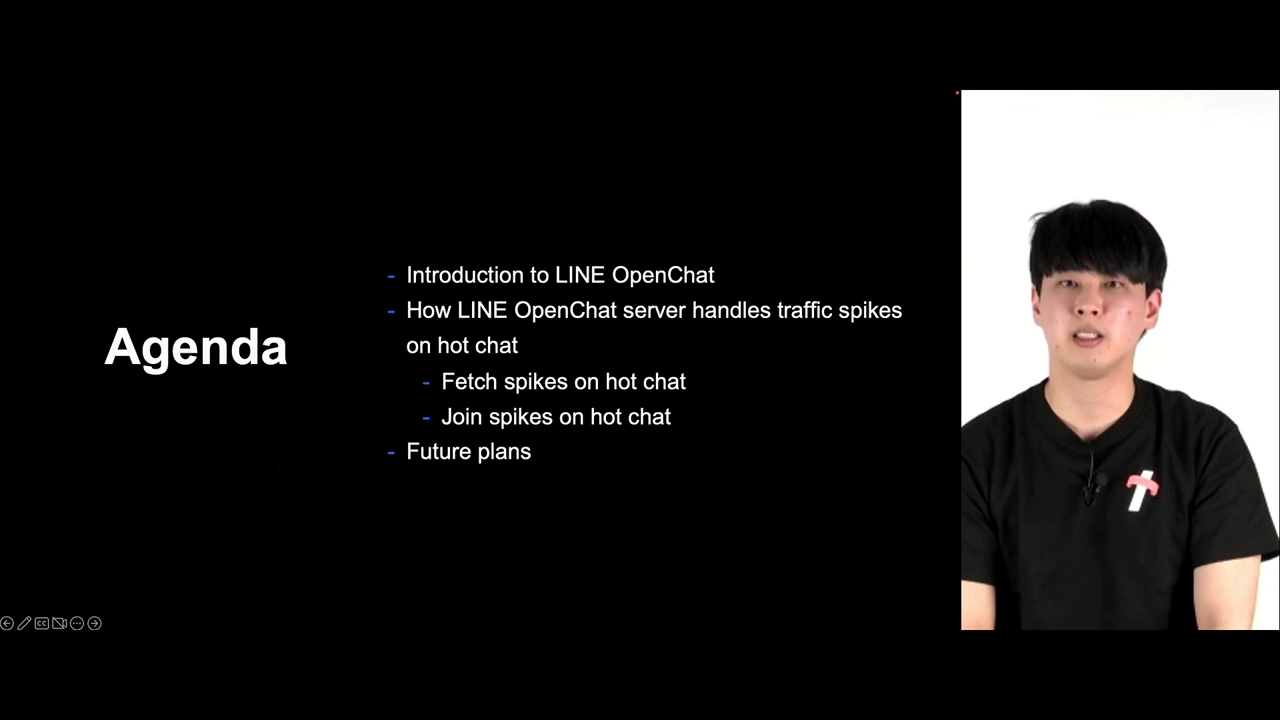 Agenda
- Introduction to LINE OpenChat
- How LINE OpenChat server handles traffic spikes
on hot chat
- Fetch spikes on hot chat
- Join spikes on hot chat
- Future plans
CC